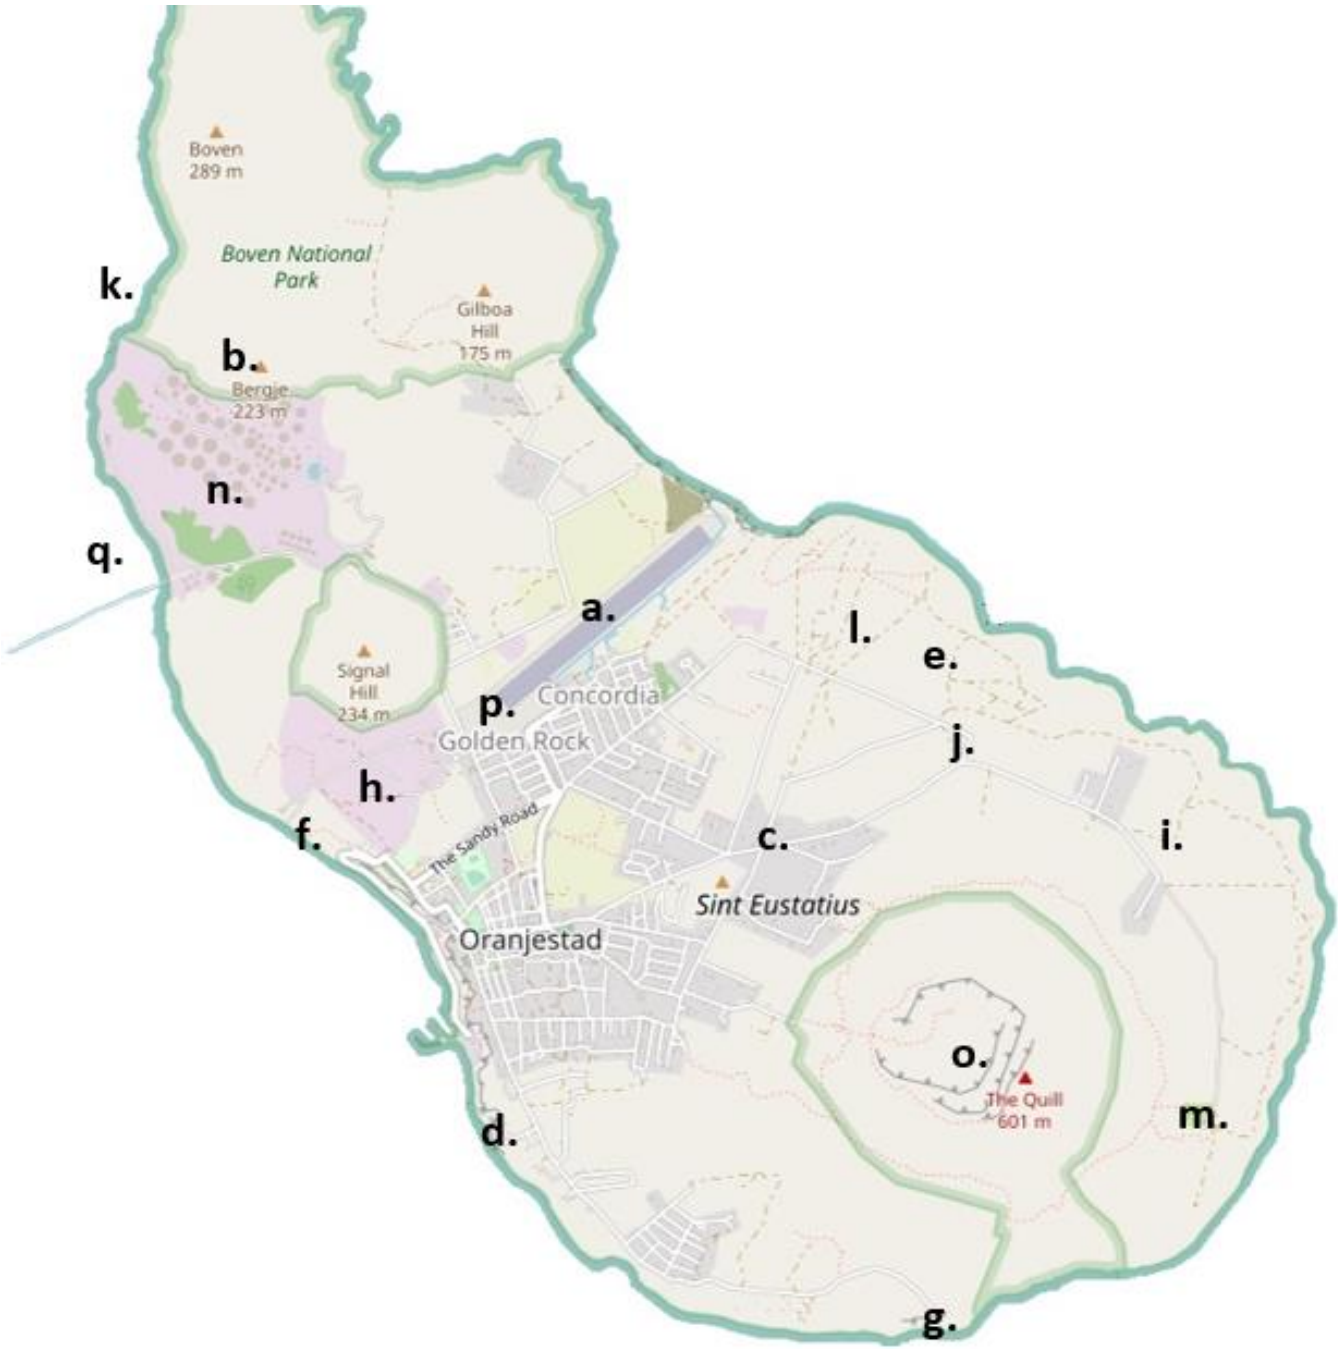 Boven
289 m
Boven National
Park
k.
Gilboa
Hill
175 m
b.
Bergje
223 m
n.
q.
a.
l.
e.
Signal
Hill
234 m
Concordia
p.
Golden Rock
j.
h.
The Sandy Road
f.
c.
i.
Sint Eustatius
Oranjestad
o.
The Quill
601 m
m.
d.
g.